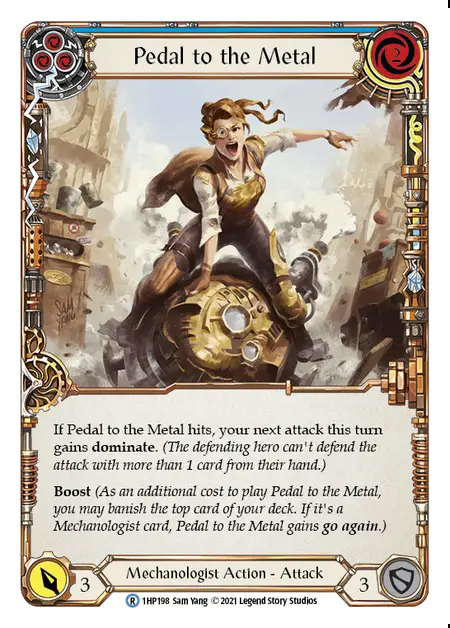 Pedal to the Metal
2
SAM
YANG
If Pedal to the Metal hits, your next attack this turn
gains dominate. (The defending hero can't defend the
attack with more than 1 card from their hand.)
Boost (As an additional cost to play Pedal to the Metal,
you may banish the top card of your deck. If it's a
Mechanologist card, Pedal to the Metal gains go again.)
3
Mechanologist Action - Attack
3
R 1HP198 Sam Yang © 2021 Legend Story Studios